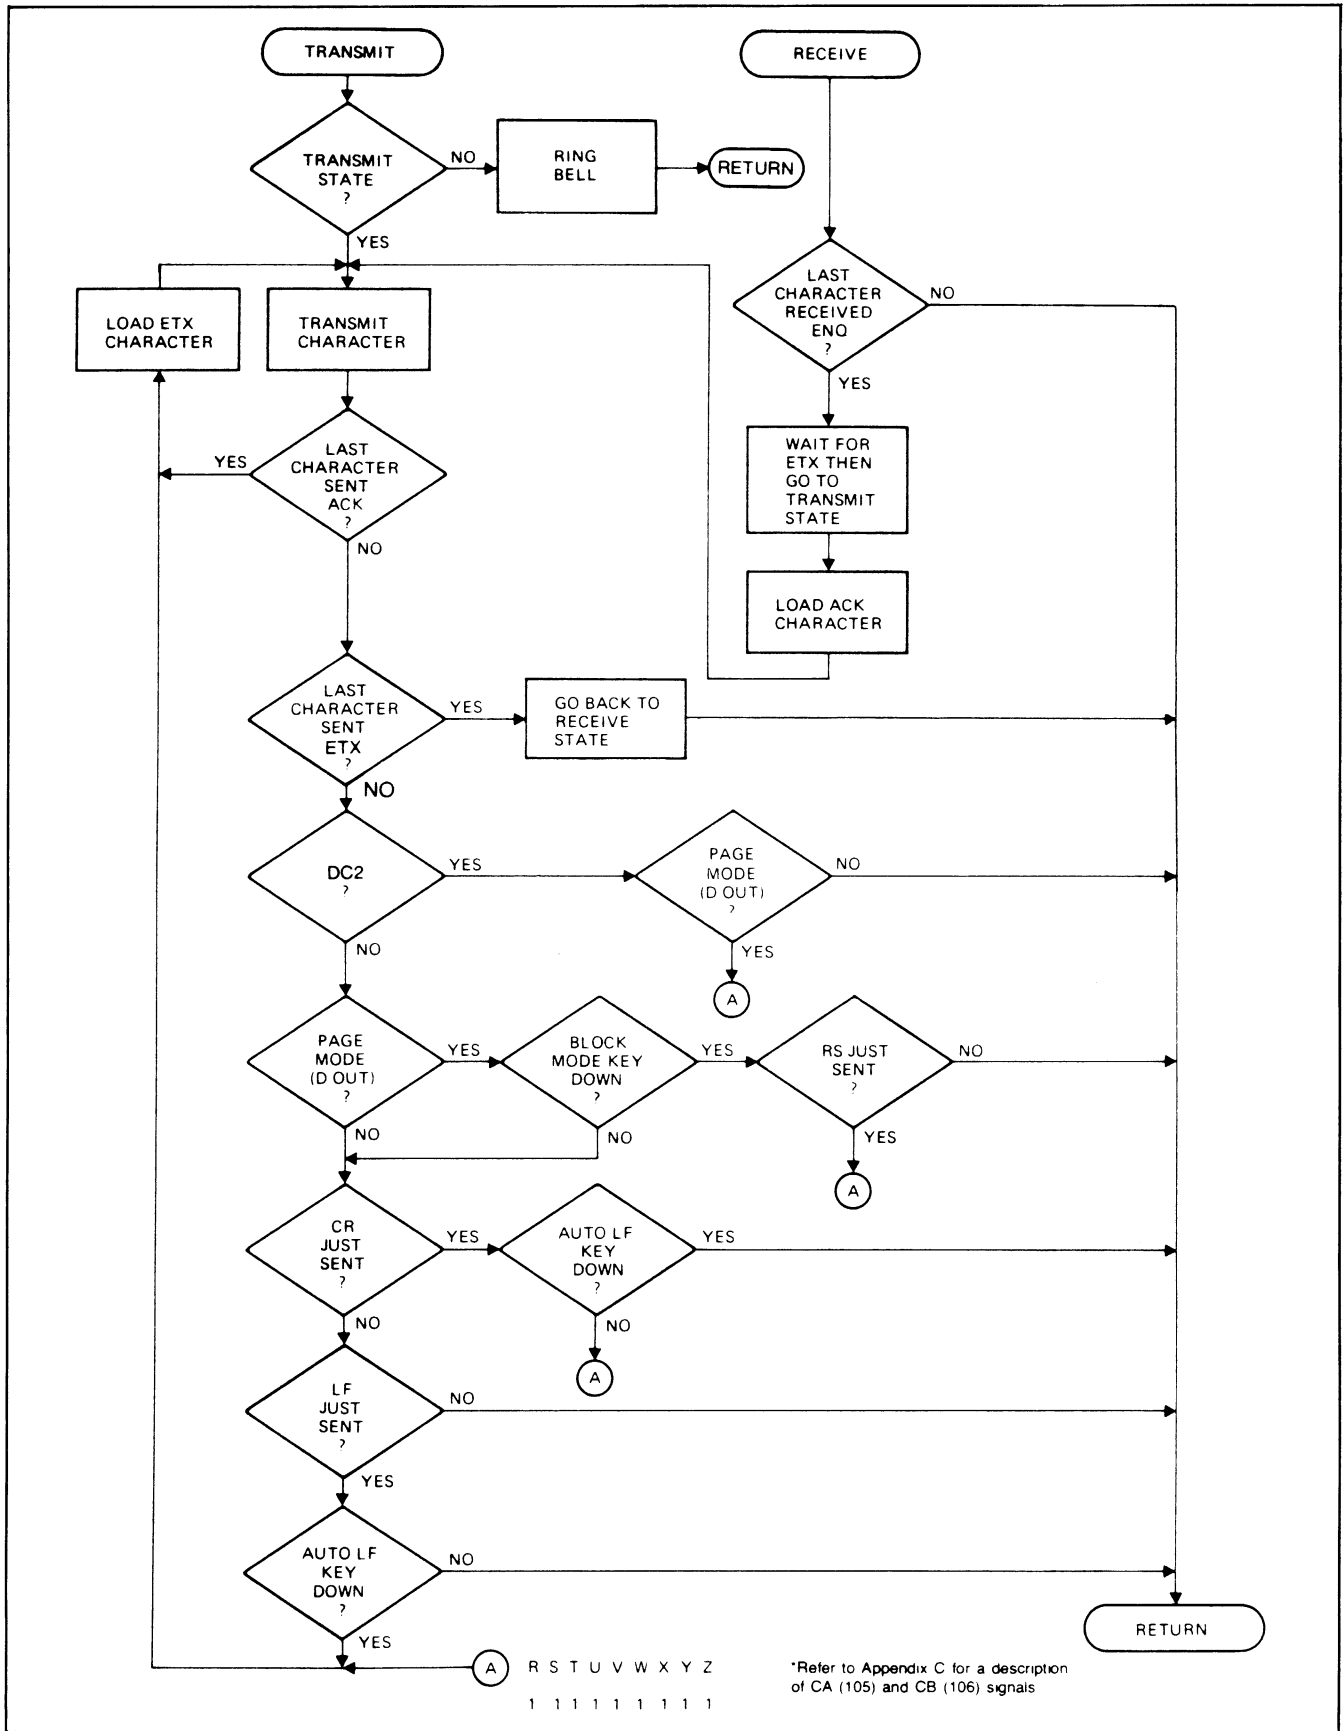 TRANSMIT
RECEIVE
TRANSMIT
STATE
?
NO
RING
BELL
RETURN
YES
LAST
CHARACTER
RECEIVED
ENQ
?
NO
YES
LOAD ETX
CHARACTER
TRANSMIT
CHARACTER
LAST
CHARACTER
SENT
ACK
?
YES
NO
WAIT FOR
ETX THEN
GO TO
TRANSMIT
STATE
LOAD ACK
CHARACTER
LAST
CHARACTER
SENT
ETX
?
YES
GO BACK TO
RECEIVE
STATE
NO
DC2
?
YES
PAGE
MODE
(D OUT)
?
NO
NO
YES
A
PAGE
MODE
(D OUT)
?
YES
BLOCK
MODE KEY
DOWN
?
YES
RS JUST
SENT
?
NO
NO
NO
YES
A
CR
JUST
SENT
?
YES
AUTO LF
KEY
DOWN
?
YES
NO
NO
A
LF
JUST
SENT
?
NO
YES
AUTO LF
KEY
DOWN
?
NO
YES
RETURN
A R S T U V W X Y Z
1 1 1 1 1 1 1 1 1
*Refer to Appendix C for a description
of CA (105) and CB (106) signals